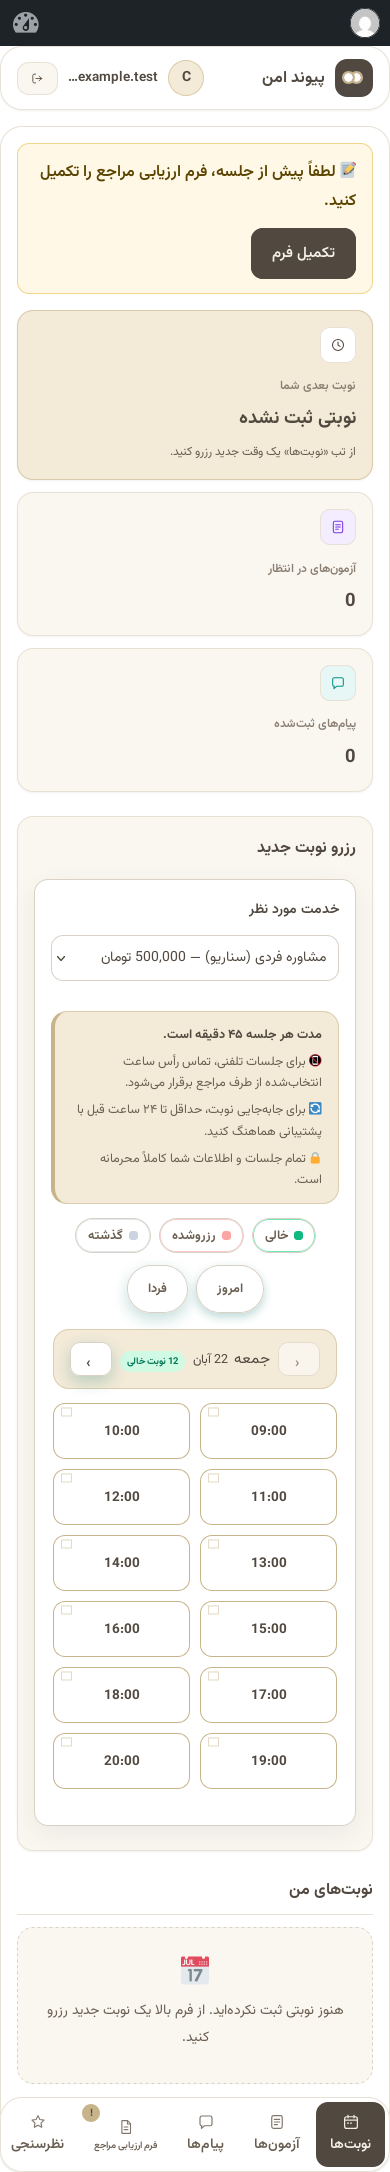 پیوند امن
C
example.test...
لطفاً پیش از جلسه، فرم ارزیابی مراجع را تکمیل
کنید.
تکمیل فرم
نوبت بعدی شما
نوبتی ثبت نشده
از تب «نوبت‌ها» یک وقت جدید رزرو کنید.
آزمون‌های در انتظار
0
پیام‌های ثبت‌شده
0
رزرو نوبت جدید
خدمت مورد نظر
مشاوره فردی (سناریو) — 500,000 تومان
مدت هر جلسه ۴۵ دقیقه است.
برای جلسات تلفنی، تماس رأس ساعت
انتخاب‌شده از طرف مراجع برقرار می‌شود.
برای جابه‌جایی نوبت، حداقل تا ۲۴ ساعت قبل با
پشتیبانی هماهنگ کنید.
تمام جلسات و اطلاعات شما کاملاً محرمانه
است.
خالی
رزروشده
گذشته
امروز
فردا
جمعه 22 آبان 12 نوبت خالی
09:00
10:00
11:00
12:00
13:00
14:00
15:00
16:00
17:00
18:00
19:00
20:00
نوبت‌های من
JUL
17
هنوز نوبتی ثبت نکرده‌اید. از فرم بالا یک نوبت جدید رزرو
کنید.
نوبت‌ها
آزمون‌ها
پیام‌ها
فرم ارزیابی مراجع
!
نظرسنجی